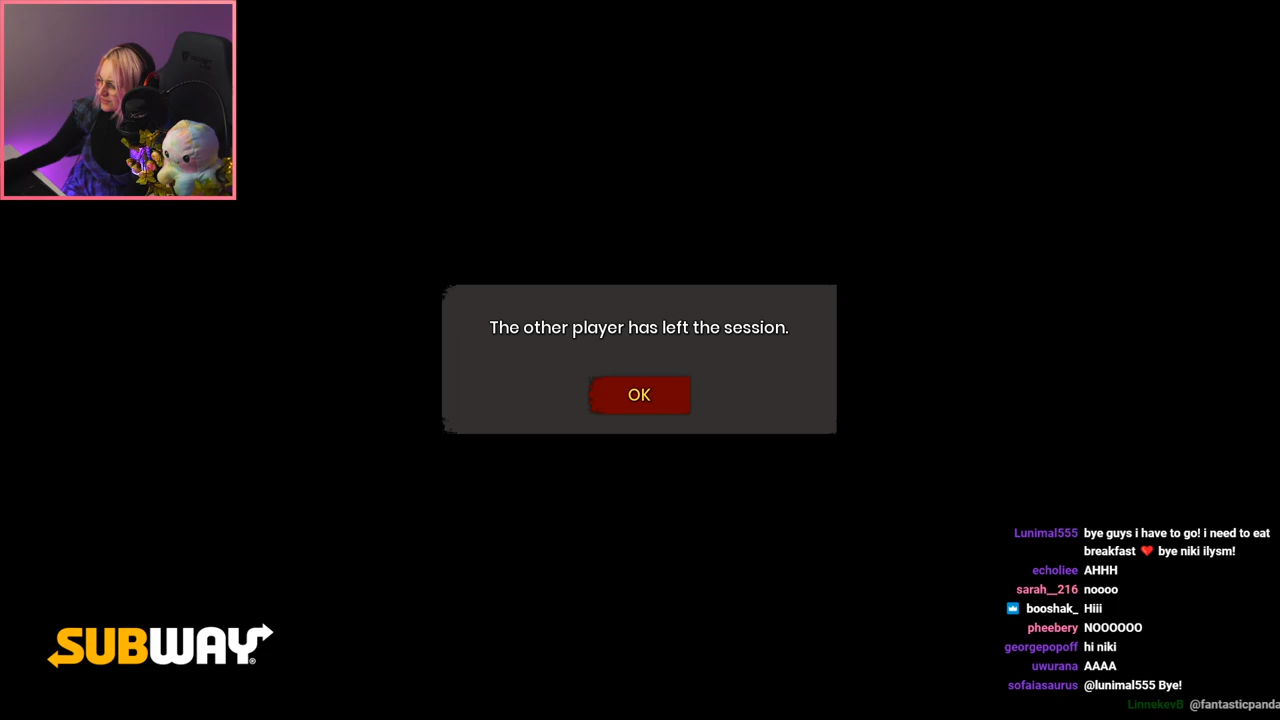 The other player has left the session.
OK
Lunimal555 bye guys i have to go! i need to eat
breakfast ❤️ bye niki ilysm!
echoliee AHHH
sarah__216 noooo
booshak_ Hiii
pheebery NOOOOOO
georgepopoff hi niki
uwurana AAAA
sofaiasaurus @lunimal555 Bye!
LinnekevB @fantasticpanda
SUBWAY®